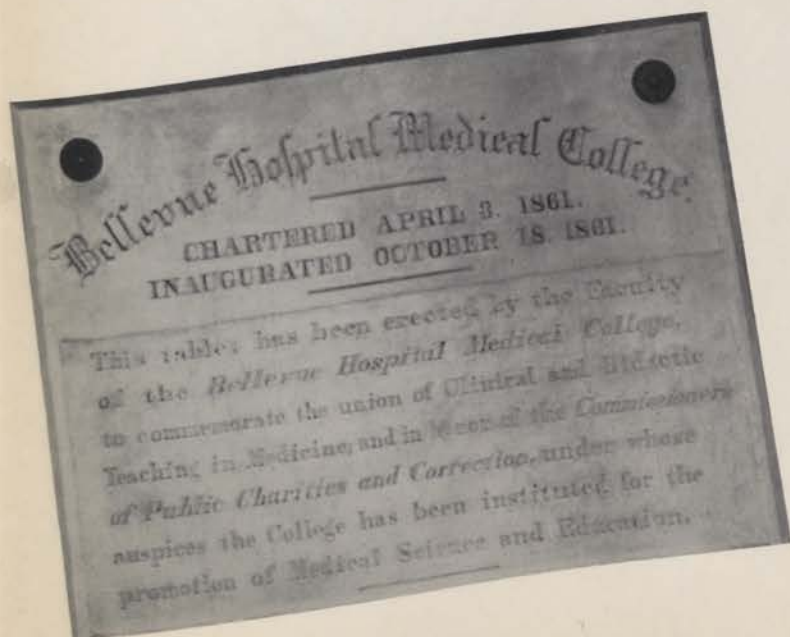 Bellevue Hospital Medical College.
CHARTERED APRIL 3. 1861.
INAUGURATED OCTOBER 18. 1861.
This tablet has been erected by the Faculty
of the Bellevue Hospital Medical College,
to commemorate the union of Clinical and Didactic
Teaching in Medicine, and in honor of the Commissioners
of Public Charities and Correction, under whose
auspices the College has been instituted for the
promotion of Medical Science and Education.